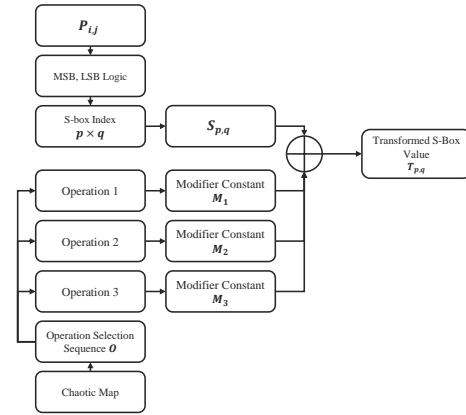 P_{i,j}
MSB, LSB Logic
S-box Index
p × q
S_{p,q}
Transformed S-Box
Value
T_{p,q}
Operation 1
Modifier Constant
M_1
Operation 2
Modifier Constant
M_2
Operation 3
Modifier Constant
M_3
Operation Selection
Sequence O
Chaotic Map